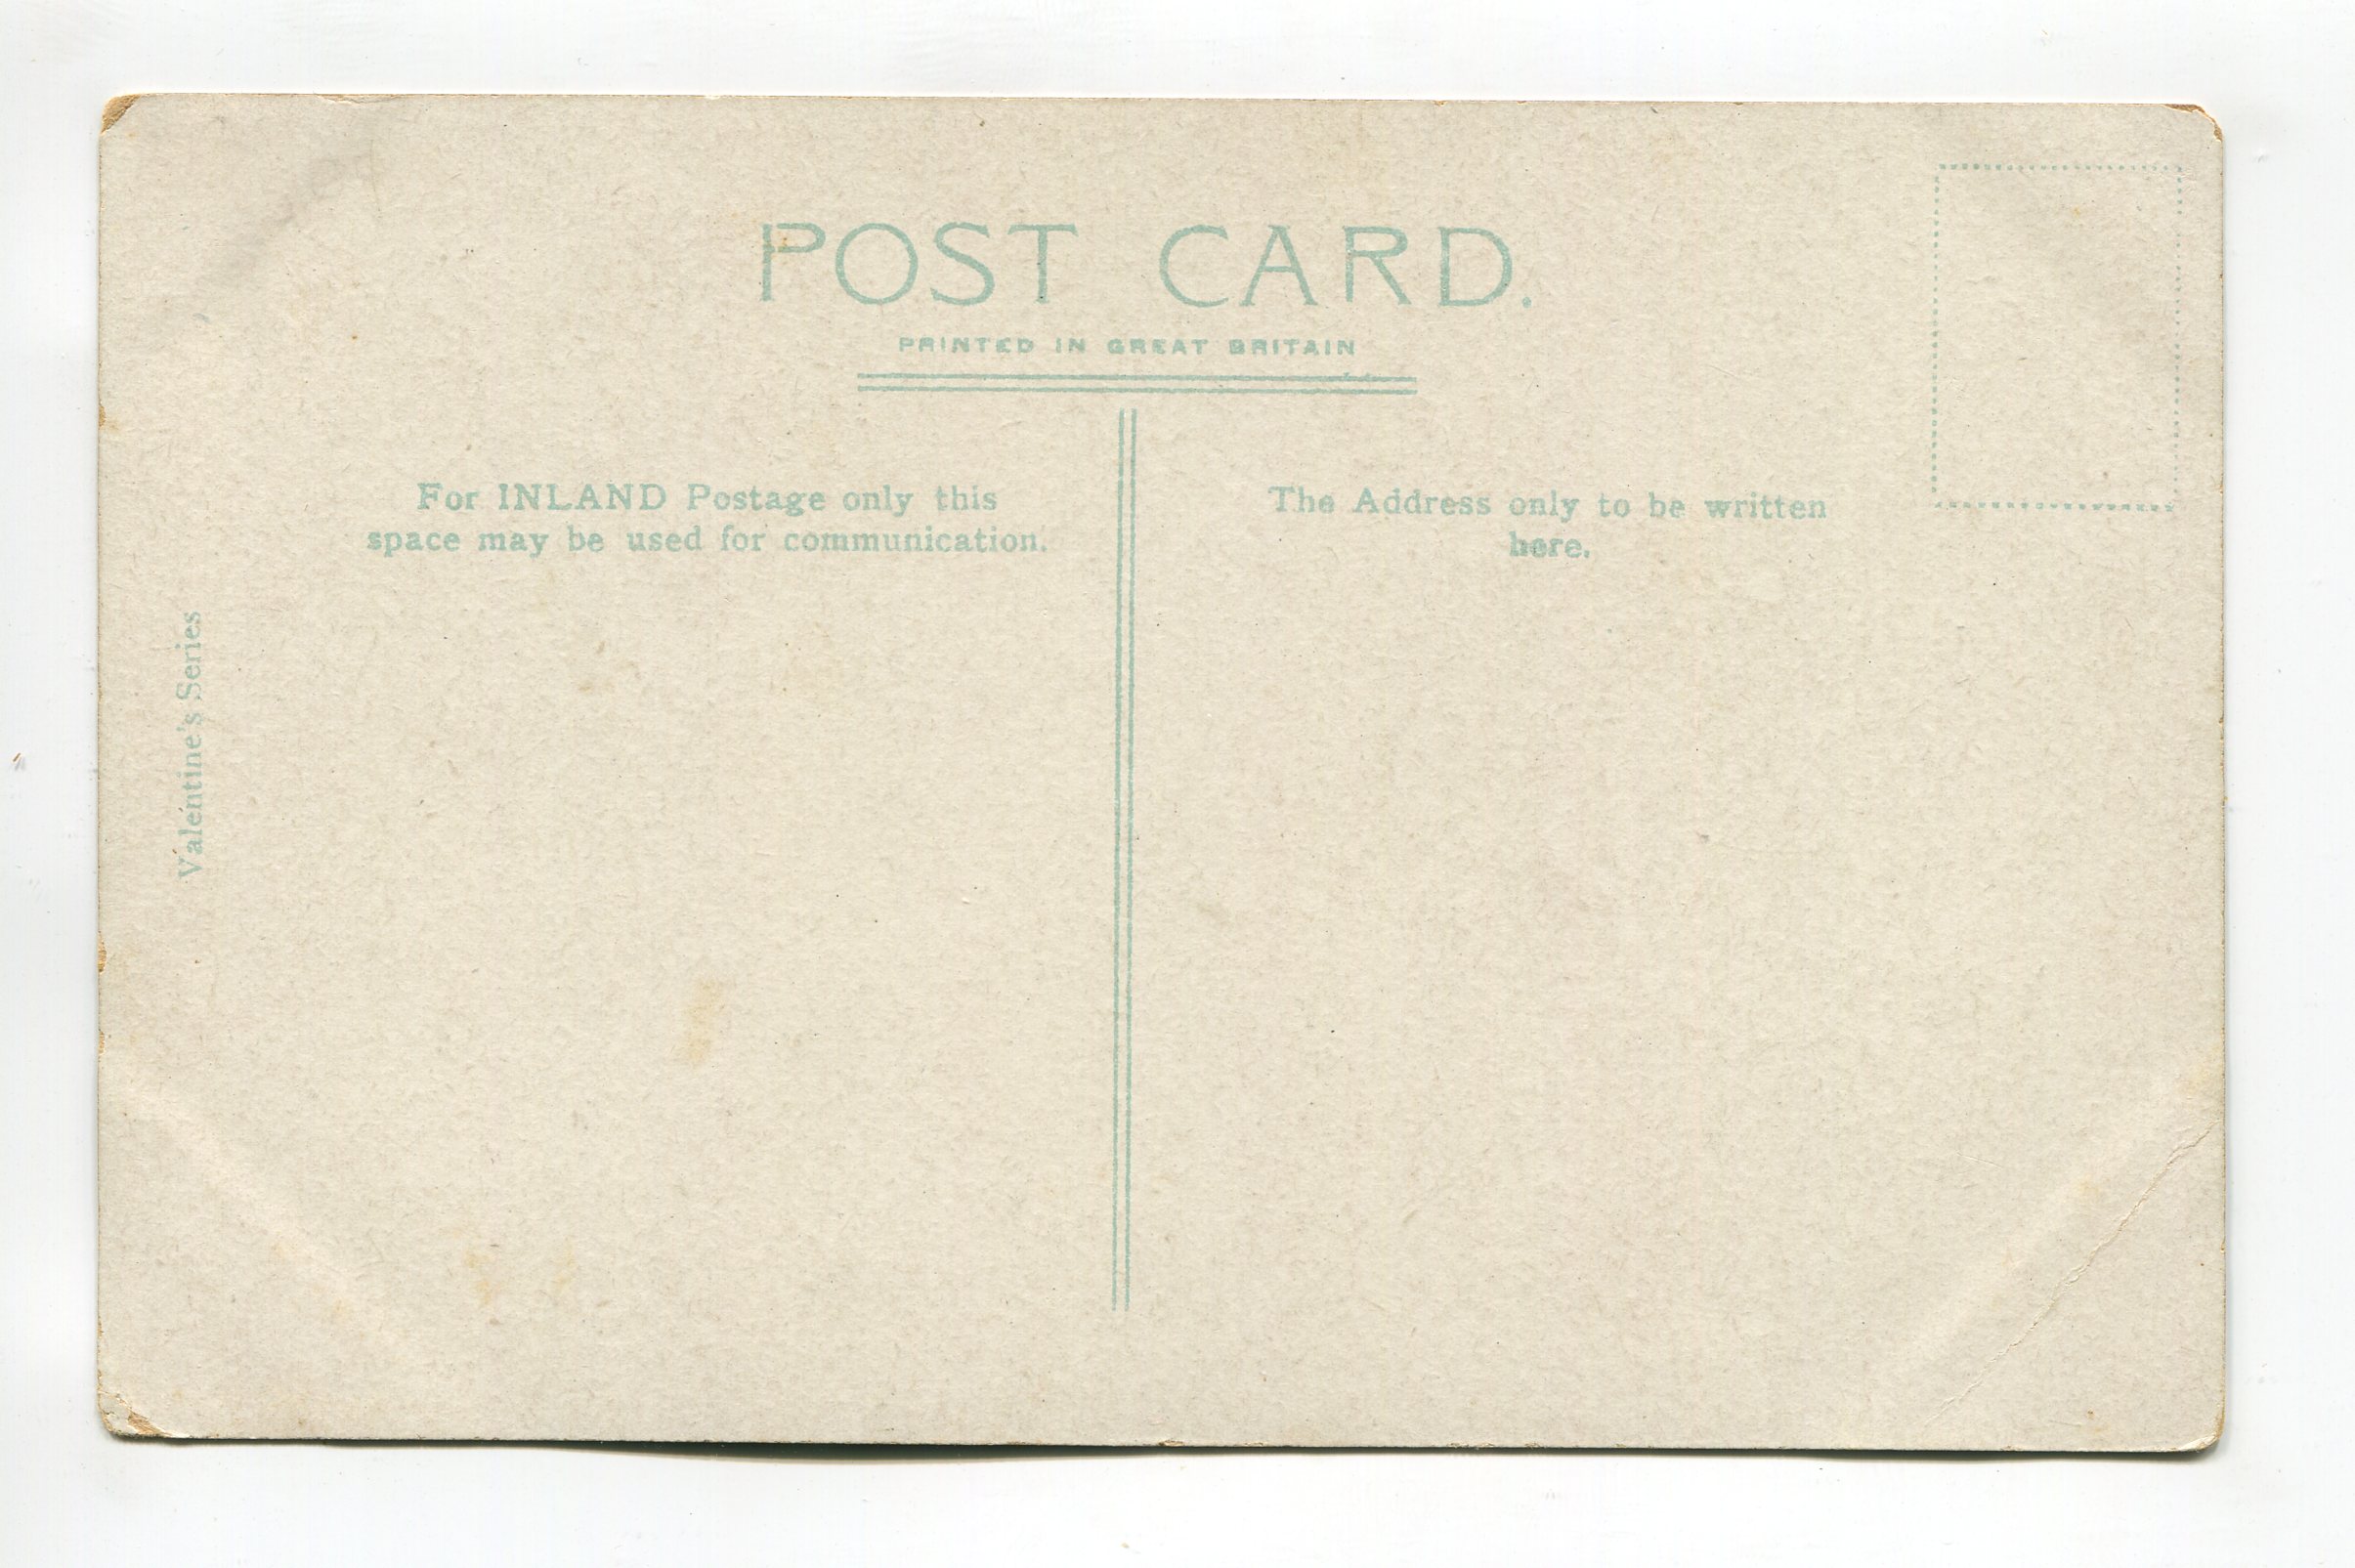 POST CARD.
PRINTED IN GREAT BRITAIN
For INLAND Postage only this
space may be used for communication.
The Address only to be written
here.
Valentine's Series